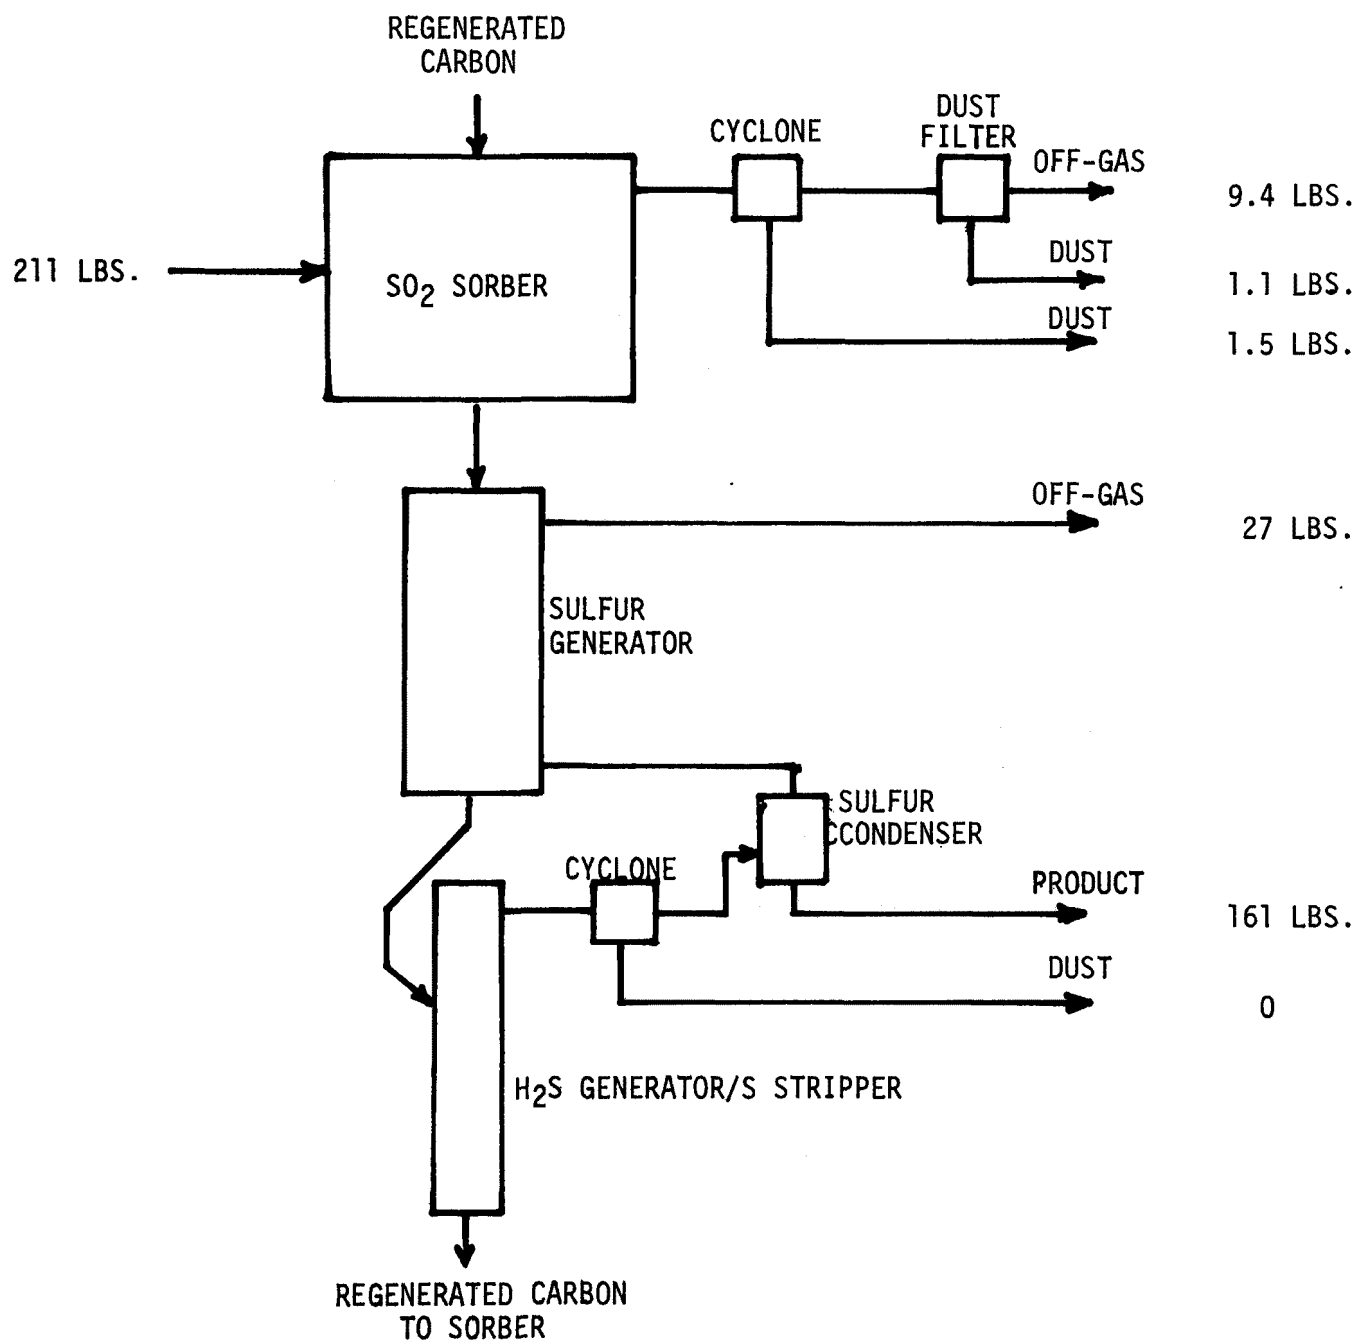 REGENERATED
CARBON
CYCLONE
DUST
FILTER
OFF-GAS
9.4 LBS.
211 LBS.
SO2 SORBER
DUST
1.1 LBS.
DUST
1.5 LBS.
OFF-GAS
27 LBS.
SULFUR
GENERATOR
SULFUR
CCONDENSER
CYCLONE
PRODUCT
161 LBS.
DUST
0
H2S GENERATOR/S STRIPPER
REGENERATED CARBON
TO SORBER